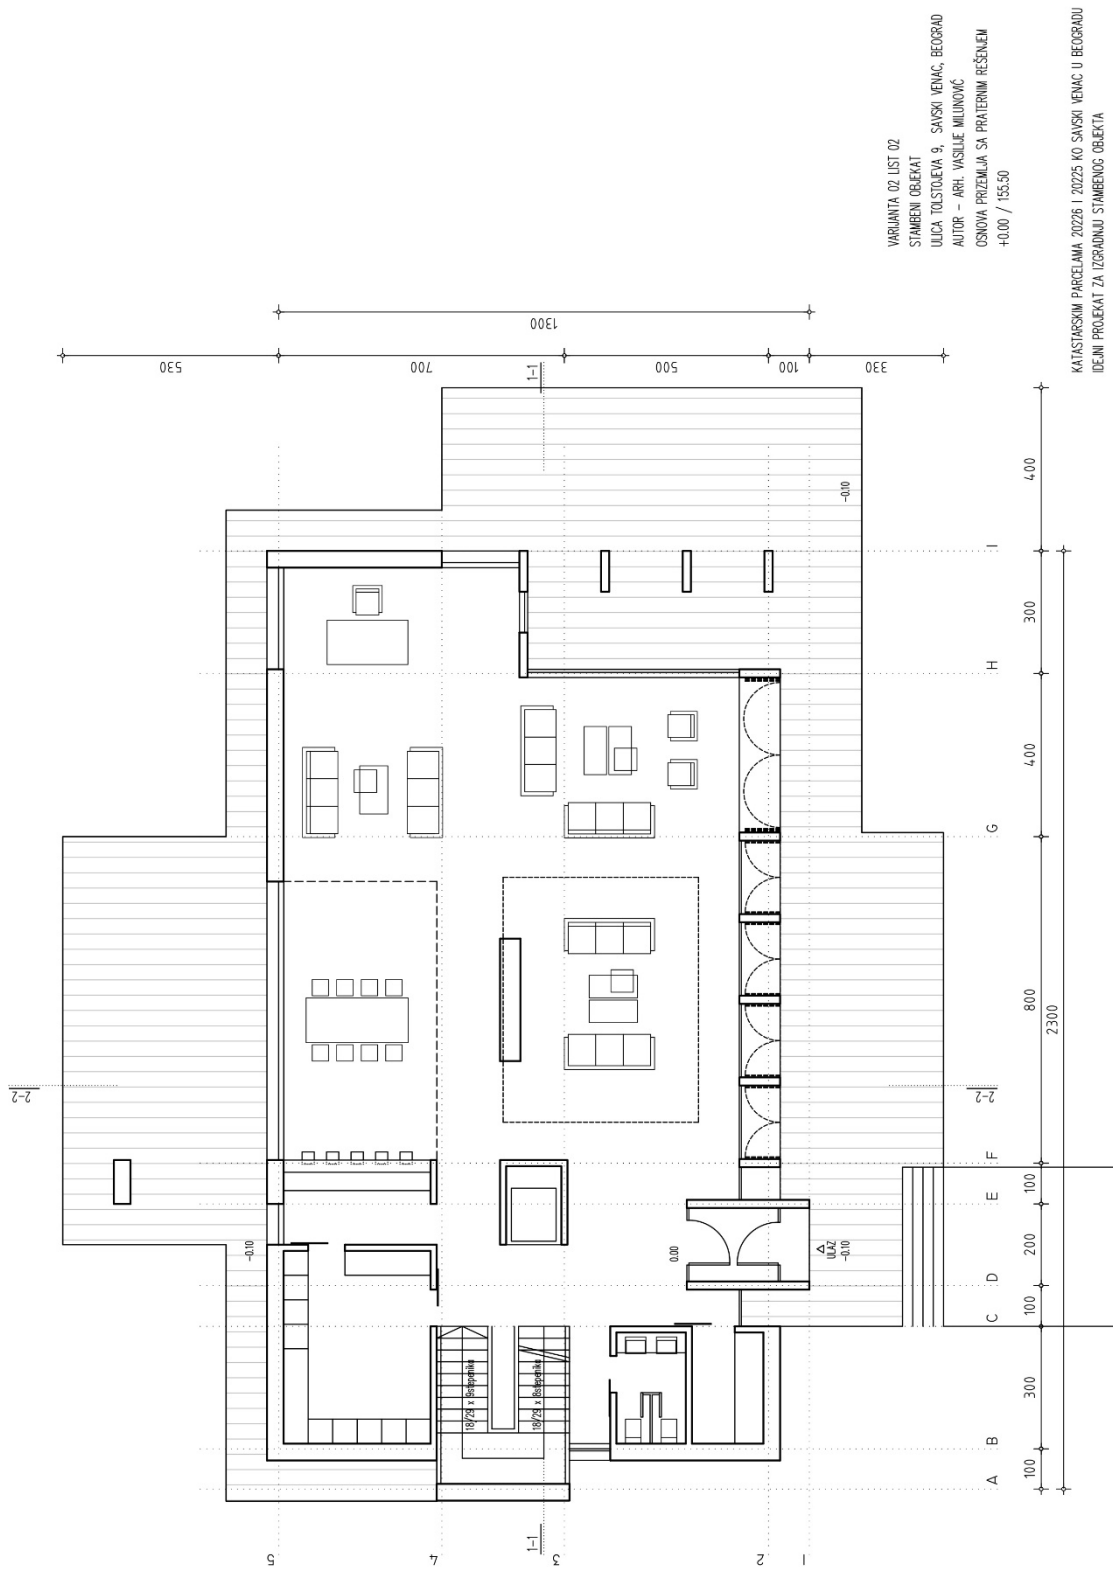 VARIJANTA 02 LIST 02
STAMBENI OBJEKAT
ULICA TOLSTOJEVA 9, SAVSKI VENAC, BEOGRAD
AUTOR - ARH. VASILIJE MILUNOVIĆ
OSNOVA PRIZEMLJA SA PRATERNIM REŠENJEM
+0.00 / 155.50
KATASTARSKIM PARCELAMA 20226 I 20225 KO SAVSKI VENAC U BEOGRADU
IDEJNI PROJEKAT ZA IZGRADNJU STAMBENOG OBJEKTA
1300
530
700
500
100
330
1-1
2-2
2-2
1-1
-0.10
-0.10
0.00
ULAZ
-0.10
18/29 x 9stepenika
18/29 x 8stepenika
A
B
C
D
E
F
G
H
I
100
300
100
200
100
800
400
300
400
2300
5
4
3
2
1